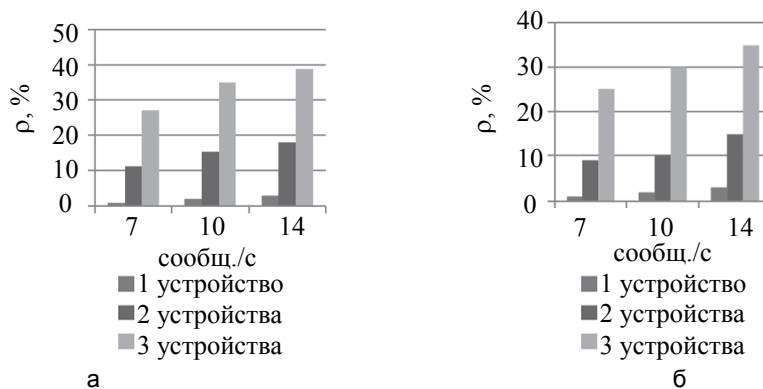 50
40
30
20
10
0
ρ, %
7 10 14
сообщ./с
1 устройство
2 устройства
3 устройства
а
40
30
20
10
0
ρ, %
7 10 14
сообщ./с
1 устройство
2 устройства
3 устройства
б